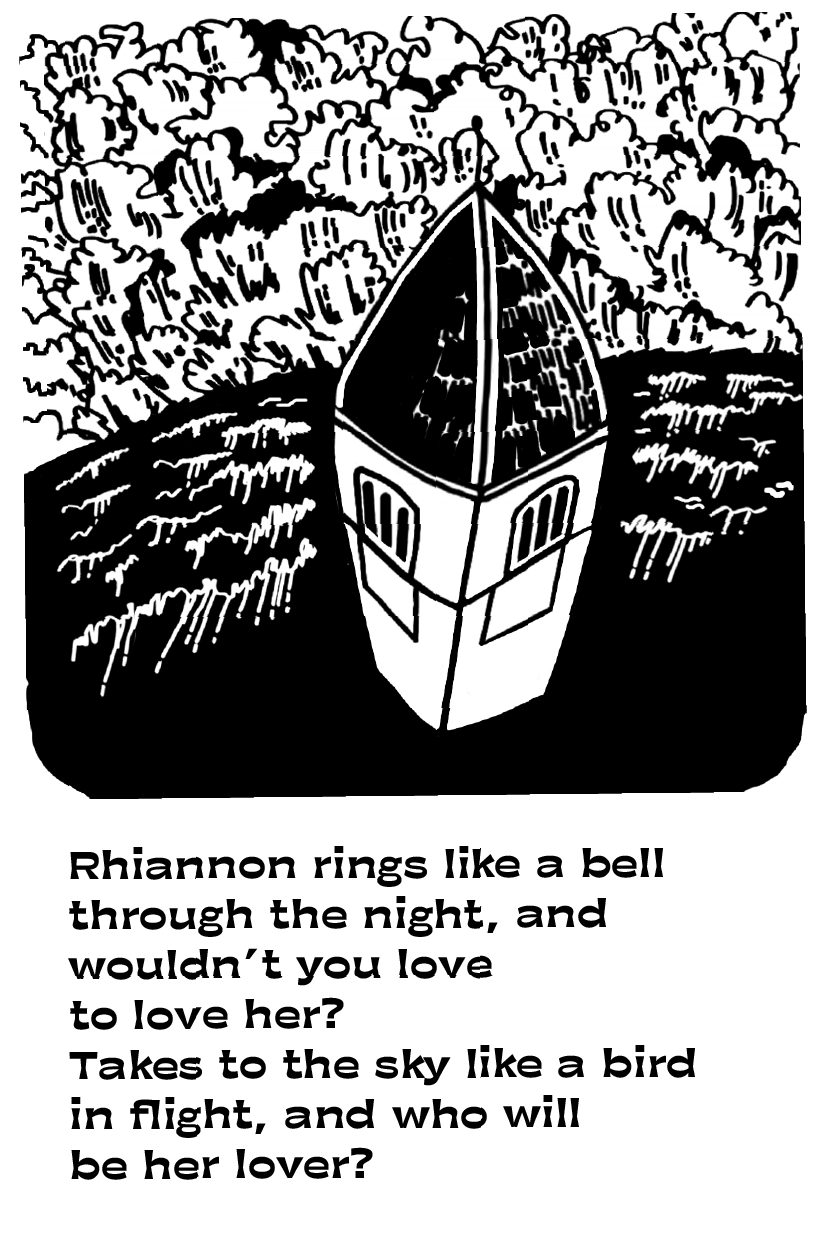 Rhiannon rings like a bell
through the night, and
wouldn't you love
to love her?
Takes to the sky like a bird
in flight, and who will
be her lover?